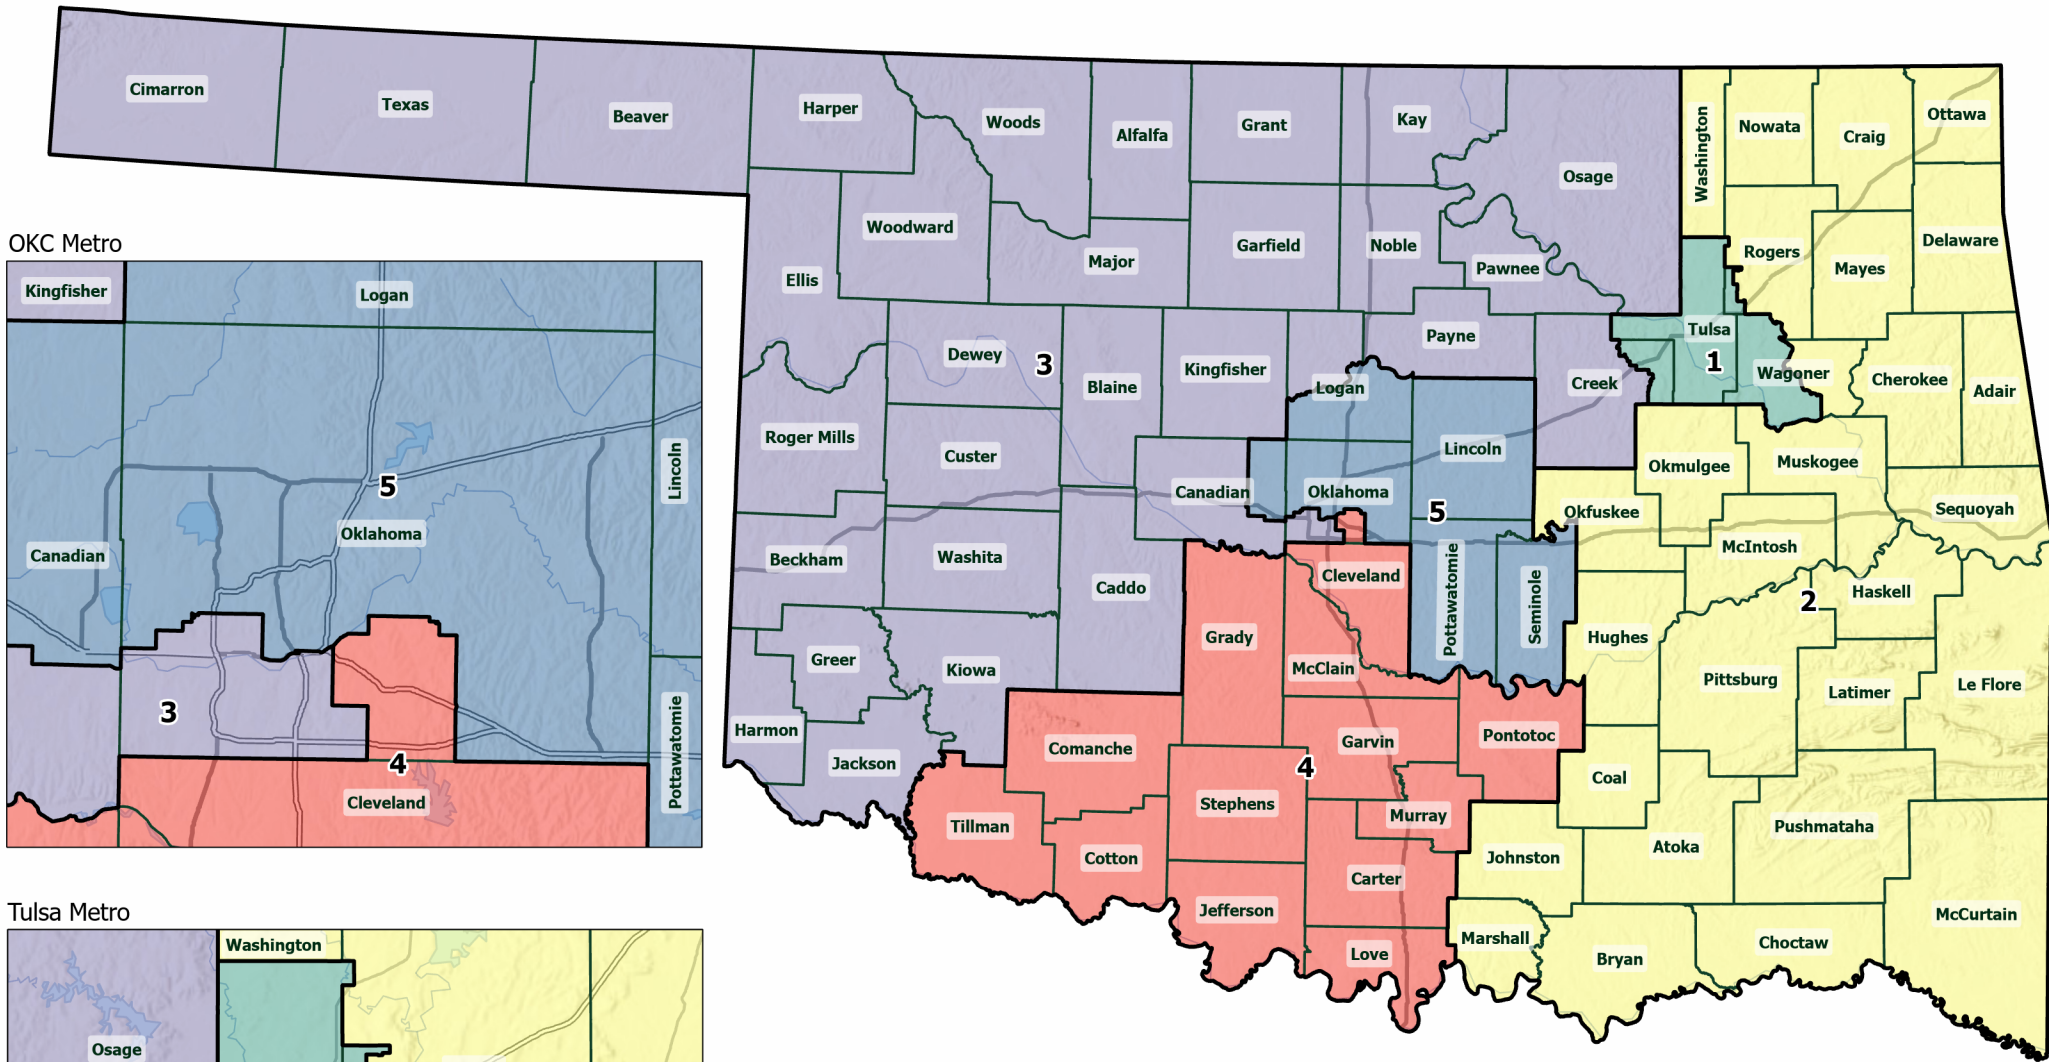 Cimarron
Texas
Beaver
Harper
Woods
Alfalfa
Grant
Kay
Osage
Washington
Nowata
Craig
Ottawa
Woodward
Ellis
Major
Garfield
Noble
Pawnee
Rogers
Mayes
Delaware
Dewey
3
Blaine
Kingfisher
Logan
Payne
Creek
Tulsa
1
Wagoner
Cherokee
Adair
Roger Mills
Custer
Canadian
Oklahoma
Lincoln
5
Okmulgee
Muskogee
Okfuskee
Sequoyah
Beckham
Washita
Caddo
Grady
Cleveland
McClain
Pottawatomie
Seminole
McIntosh
2
Haskell
Hughes
Greer
Kiowa
Harmon
Jackson
Comanche
Garvin
4
Pontotoc
Pittsburg
Latimer
Le Flore
Coal
Tillman
Cotton
Stephens
Murray
Jefferson
Carter
Love
Johnston
Atoka
Pushmataha
Marshall
Bryan
Choctaw
McCurtain
OKC Metro
Kingfisher
Logan
5
Lincoln
Oklahoma
Canadian
3
4
Cleveland
Pottawatomie
Tulsa Metro
Washington
Osage